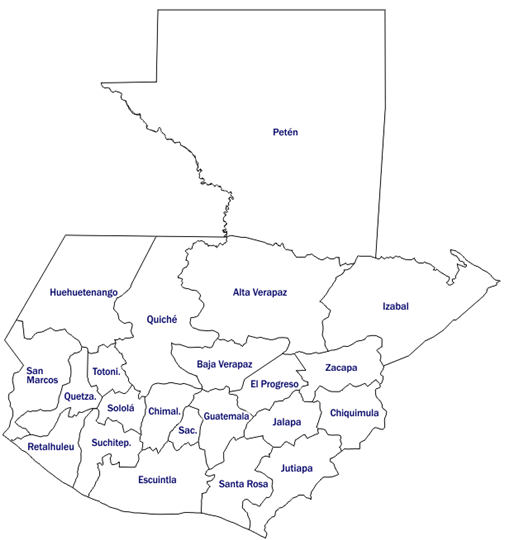 Petén
Huehuetenango
Alta Verapaz
Izabal
Quiché
Baja Verapaz
Zacapa
San
Marcos
Totoni.
El Progreso
Quetza.
Sololá
Chimal.
Guatemala
Chiquimula
Jalapa
Sac.
Retalhuleu
Suchitep.
Jutiapa
Escuintla
Santa Rosa